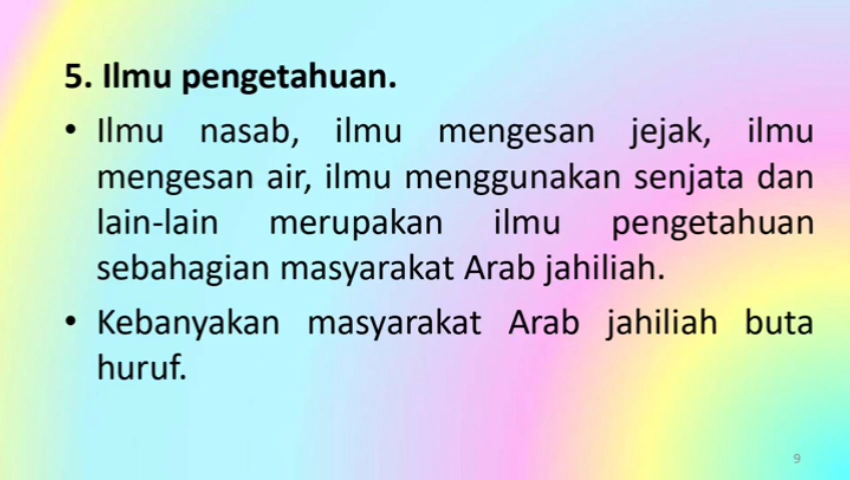 5. Ilmu pengetahuan.
• Ilmu nasab, ilmu mengesan jejak, ilmu
mengesan air, ilmu menggunakan senjata dan
lain-lain merupakan ilmu pengetahuan
sebahagian masyarakat Arab jahiliah.
• Kebanyakan masyarakat Arab jahiliah buta
huruf.
9